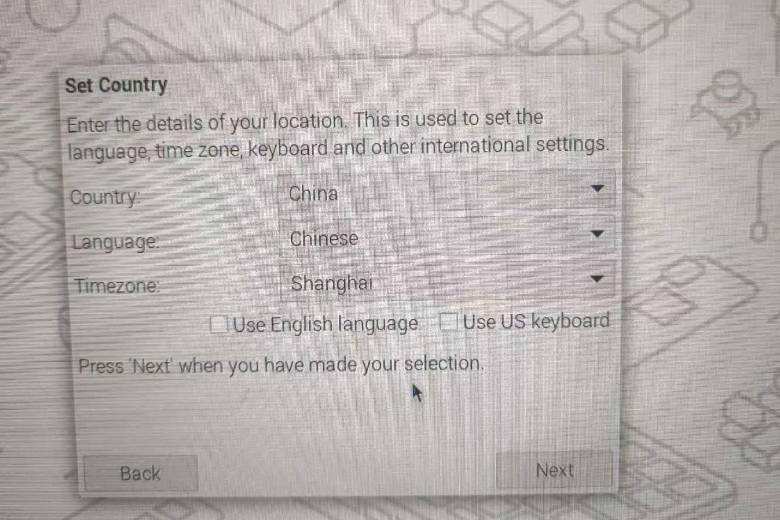 Set Country
Enter the details of your location. This is used to set the
language, time zone, keyboard and other international settings.
Country: China
Language: Chinese
Timezone: Shanghai
Use English language Use US keyboard
Press 'Next' when you have made your selection.
Back Next